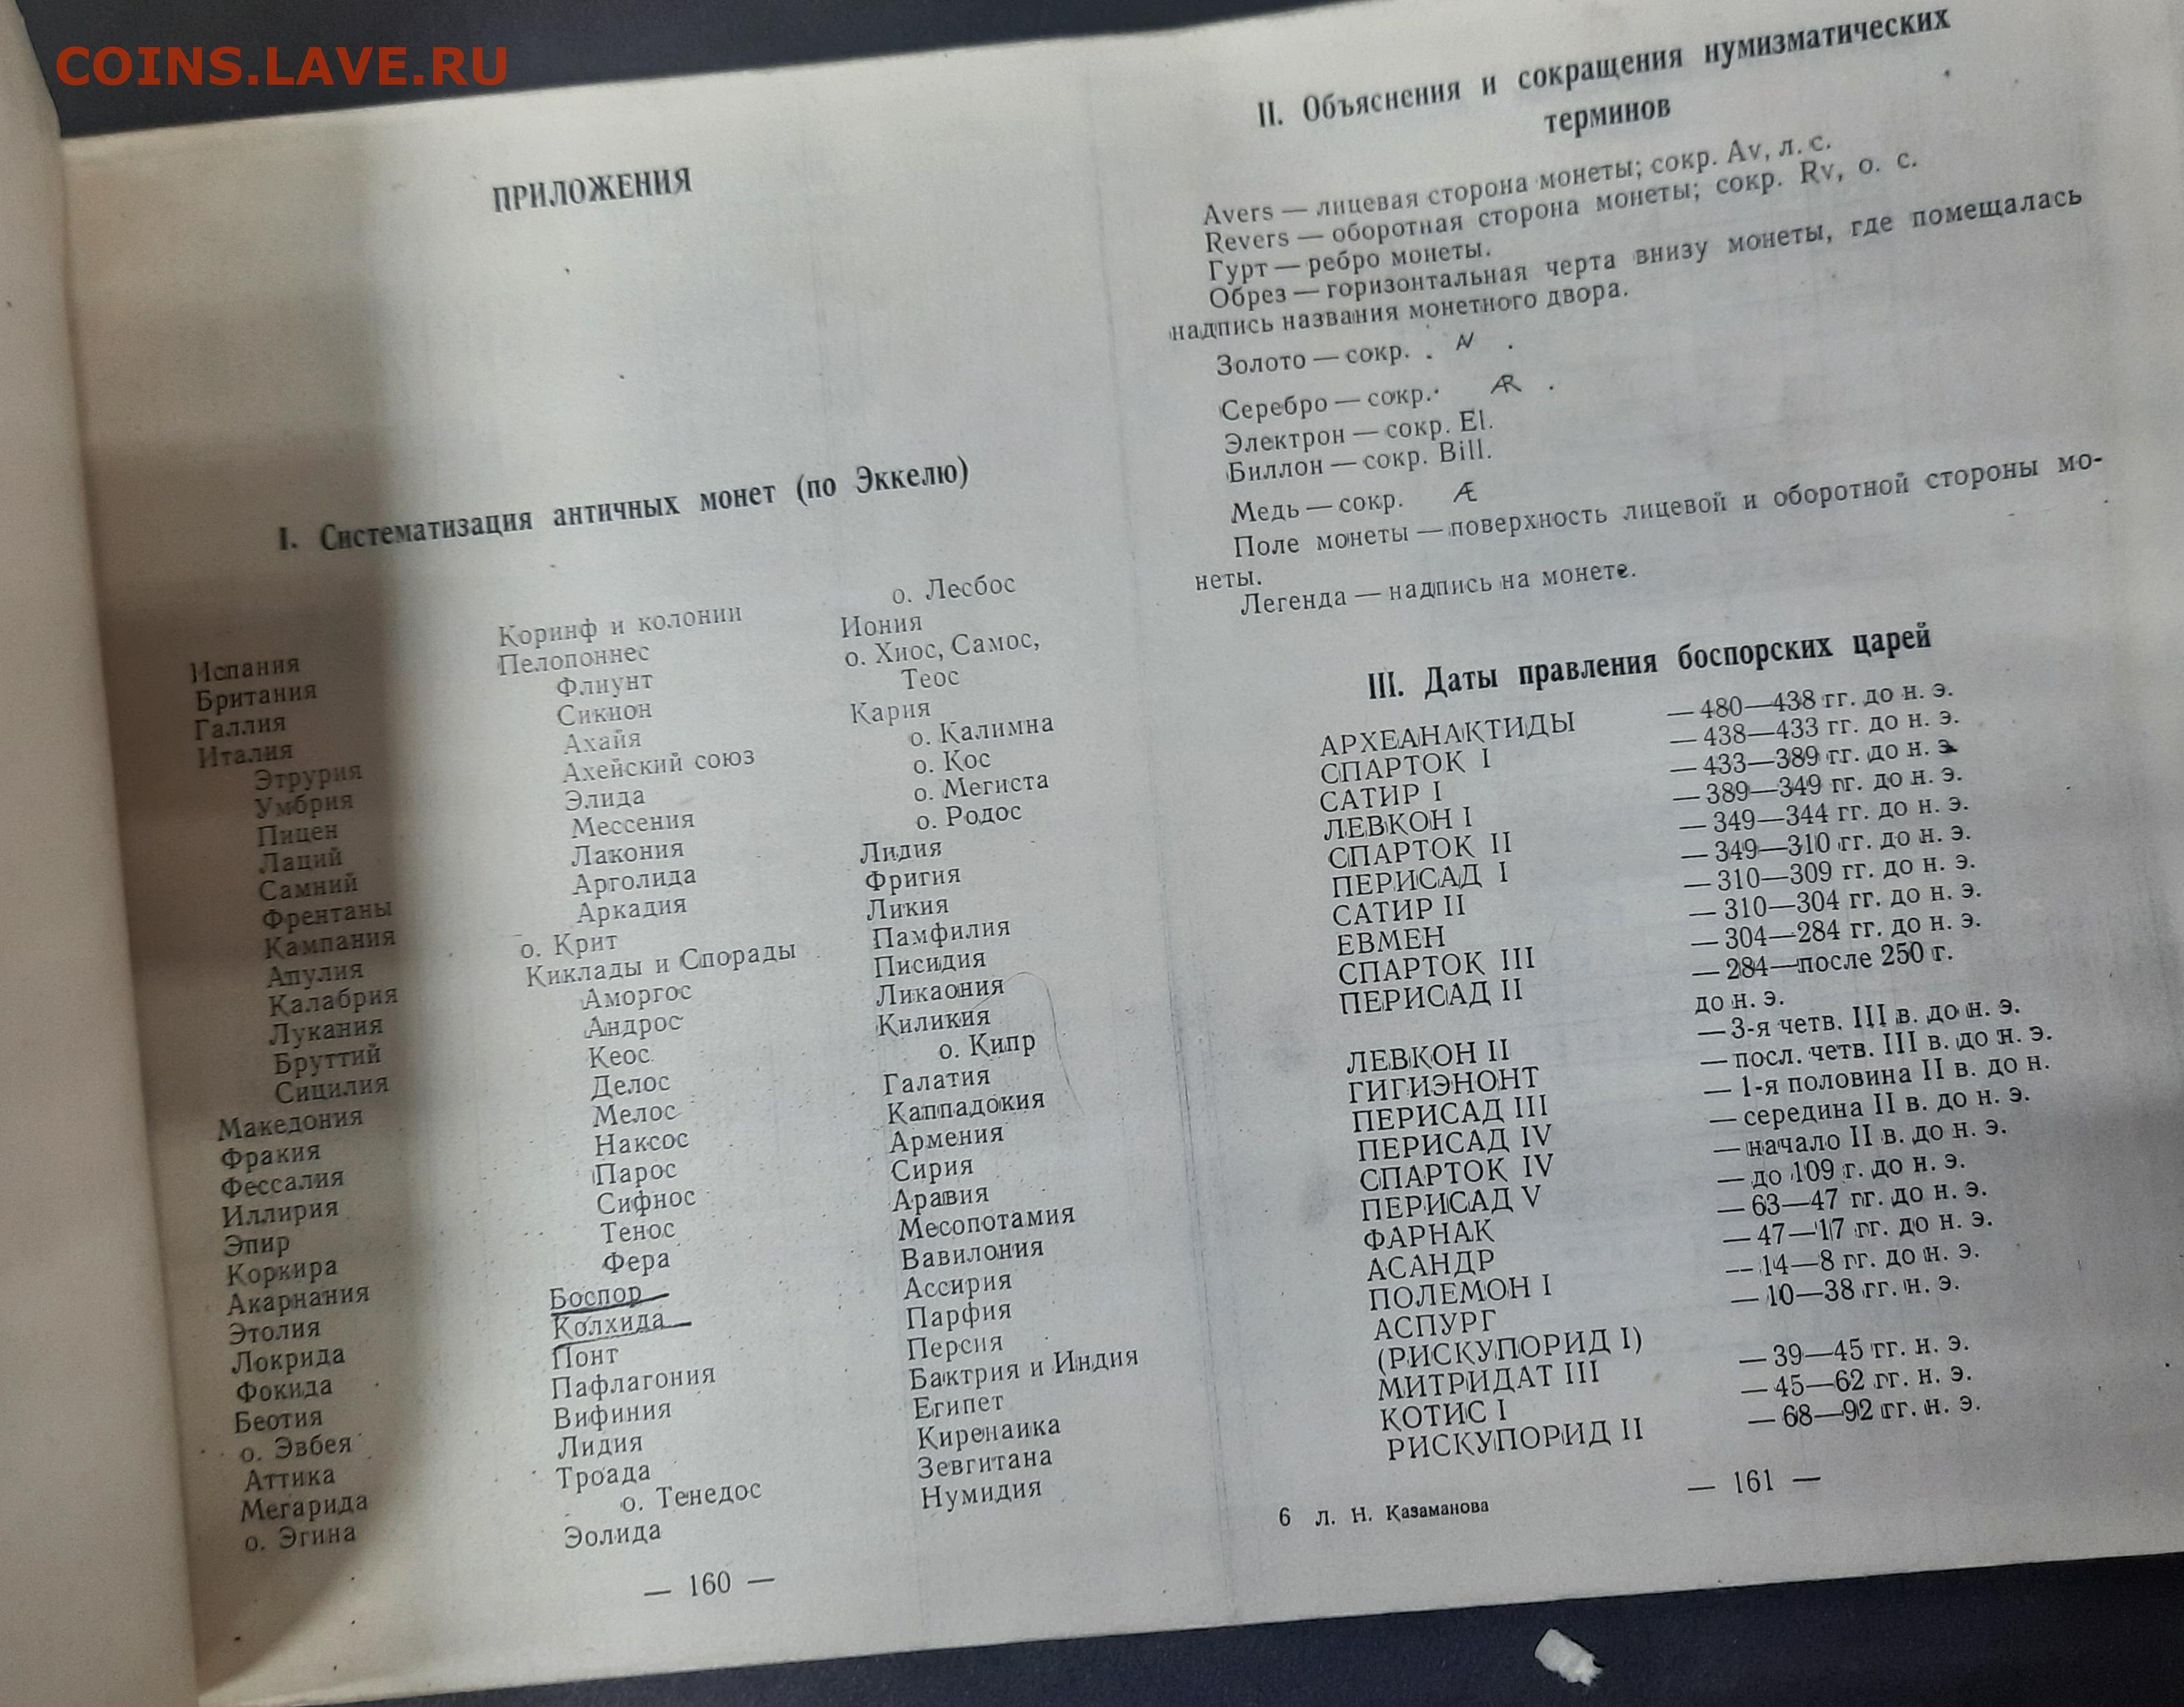 COINS.LAVE.RU
ПРИЛОЖЕНИЯ
I. Систематизация античных монет (по Эккелю)
Испания
Британия
Галлия
Италия
Этрурия
Умбрия
Пицен
Лаций
Самний
Френтаны
Кампания
Апулия
Калабрия
Лукания
Бруттий
Сицилия
Македония
Фракия
Фессалия
Иллирия
Эпир
Коркира
Акарнания
Этолия
Локрида
Фокида
Беотия
о. Эвбея
Аттика
Мегарида
о. Эгина
Коринф и колонии
Пелопоннес
Флиунт
Сикион
Ахайя
Ахейский союз
Элида
Мессения
Лакония
Арголида
Аркадия
о. Крит
Киклады и Спорады
Аморгос
Андрос
Кеос
Делос
Мелос
Наксос
Парос
Сифнос
Тенос
Фера
Боспор
Колхида
Понт
Пафлагония
Вифиния
Лидия
Троада
о. Тенедос
Эолида
о. Лесбос
Иония
о. Хиос, Самос,
Теос
Кария
о. Калимна
о. Кос
о. Мегиста
о. Родос
Лидия
Фригия
Ликия
Памфилия
Писидия
Ликаония
Киликия
о. Кипр
Галатия
Каппадокия
Армения
Сирия
Аравия
Месопотамия
Вавилония
Ассирия
Парфия
Персия
Бактрия и Индия
Египет
Киренаика
Зевгитана
Нумидия
— 160 —
II. Объяснения и сокращения нумизматических
терминов
Avers — лицевая сторона монеты; сокр. Av, л. с.
Revers — оборотная сторона монеты; сокр. Rv, о. с.
Гурт — ребро монеты.
Обрез — горизонтальная черта внизу монеты, где помещалась
надпись названия монетного двора.
Золото — сокр. . AV .
Серебро — сокр. AR .
Электрон — сокр. El.
Биллон — сокр. Bill.
Медь — сокр. Æ
Поле монеты — поверхность лицевой и оборотной стороны мо-
неты.
Легенда — надпись на монете.
III. Даты правления боспорских царей
АРХЕАНАКТИДЫ — 480—438 гг. до н. э.
СПАРТОК I — 438—433 гг. до н. э.
САТИР I — 433—389 гг. до н. э.
ЛЕВКОН I — 389—349 гг. до н. э.
СПАРТОК II — 349—344 гг. до н. э.
ПЕРИСАД I — 349—310 гг. до н. э.
САТИР II — 310—309 гг. до н. э.
ЕВМЕН — 310—304 гг. до н. э.
СПАРТОК III — 304—284 гг. до н. э.
ПЕРИСАД II — 284—после 250 г.
до н. э.
ЛЕВКОН II — 3-я четв. III в. до н. э.
ГИГИЭНОНТ — посл. четв. III в. до н. э.
ПЕРИСАД III — 1-я половина II в. до н.
ПЕРИСАД IV — середина II в. до н. э.
СПАРТОК IV — начало II в. до н. э.
ПЕРИСАД V — до 109 г. до н. э.
ФАРНАК — 63—47 гг. до н. э.
АСАНДР — 47—17 гг. до н. э.
ПОЛЕМОН I — 14—8 гг. до н. э.
АСПУРГ — 10—38 гг. н. э.
(РИСКУПОРИД I)
МИТРИДАТ III — 39—45 гг. н. э.
КОТИС I — 45—62 гг. н. э.
РИСКУПОРИД II — 68—92 гг. н. э.
6 Л. Н. Казаманова
— 161 —